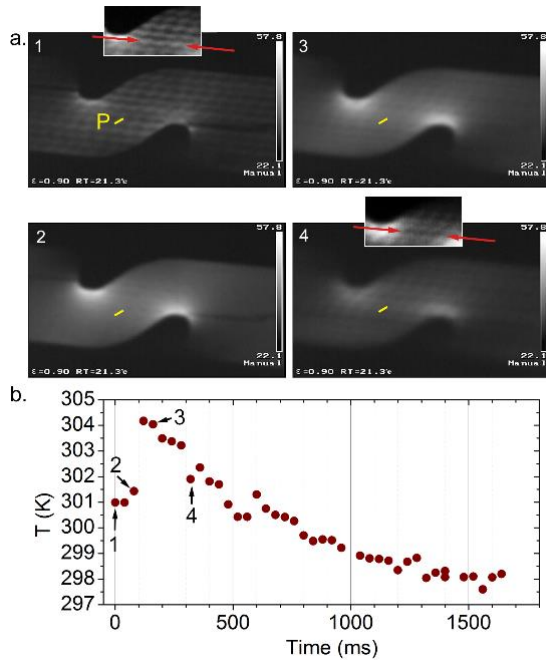 a.
1
P
57.8
22.1
Manual
ε=0.90 RT=21.3℃
3
57.8
22.1
Manual
ε=0.90 RT=21.3℃
2
57.8
22.1
Manual
ε=0.90 RT=21.3℃
4
57.8
22.1
Manual
ε=0.90 RT=21.3℃
b.
305
304
303
302
301
300
299
298
297
T (K)
1
2
3
4
0 500 1000 1500
Time (ms)